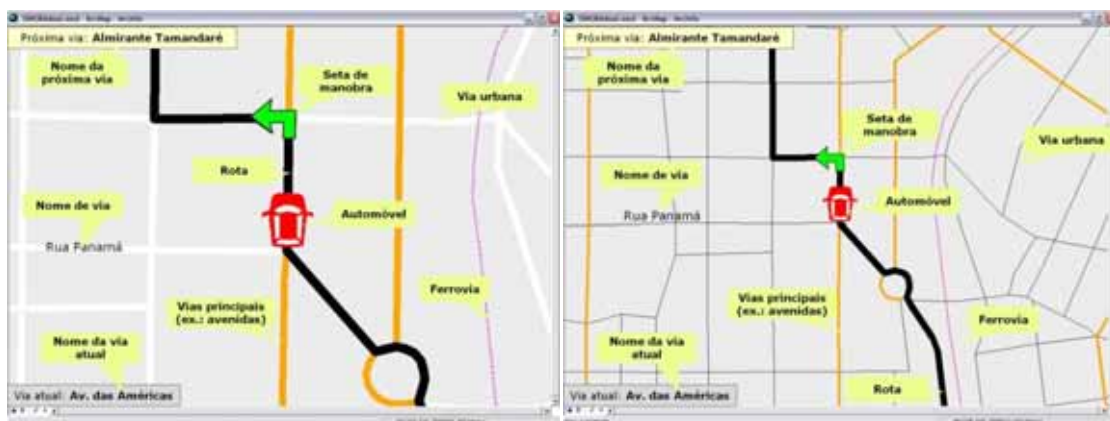 Próxima via: Almirante Tamandaré
Nome da
próxima via
Seta de
manobra
Via urbana
Rota
Nome de via
Automóvel
Rua Panamá
Ferrovia
Vias principais
(ex.: avenidas)
Nome da via
atual
Via atual: Av. das Américas
Próxima via: Almirante Tamandaré
Nome da
próxima via
Seta de
manobra
Via urbana
Nome de via
Automóvel
Rua Panamá
Vias principais
(ex.: avenidas)
Ferrovia
Nome da via
atual
Via atual: Av. das Américas
Rota